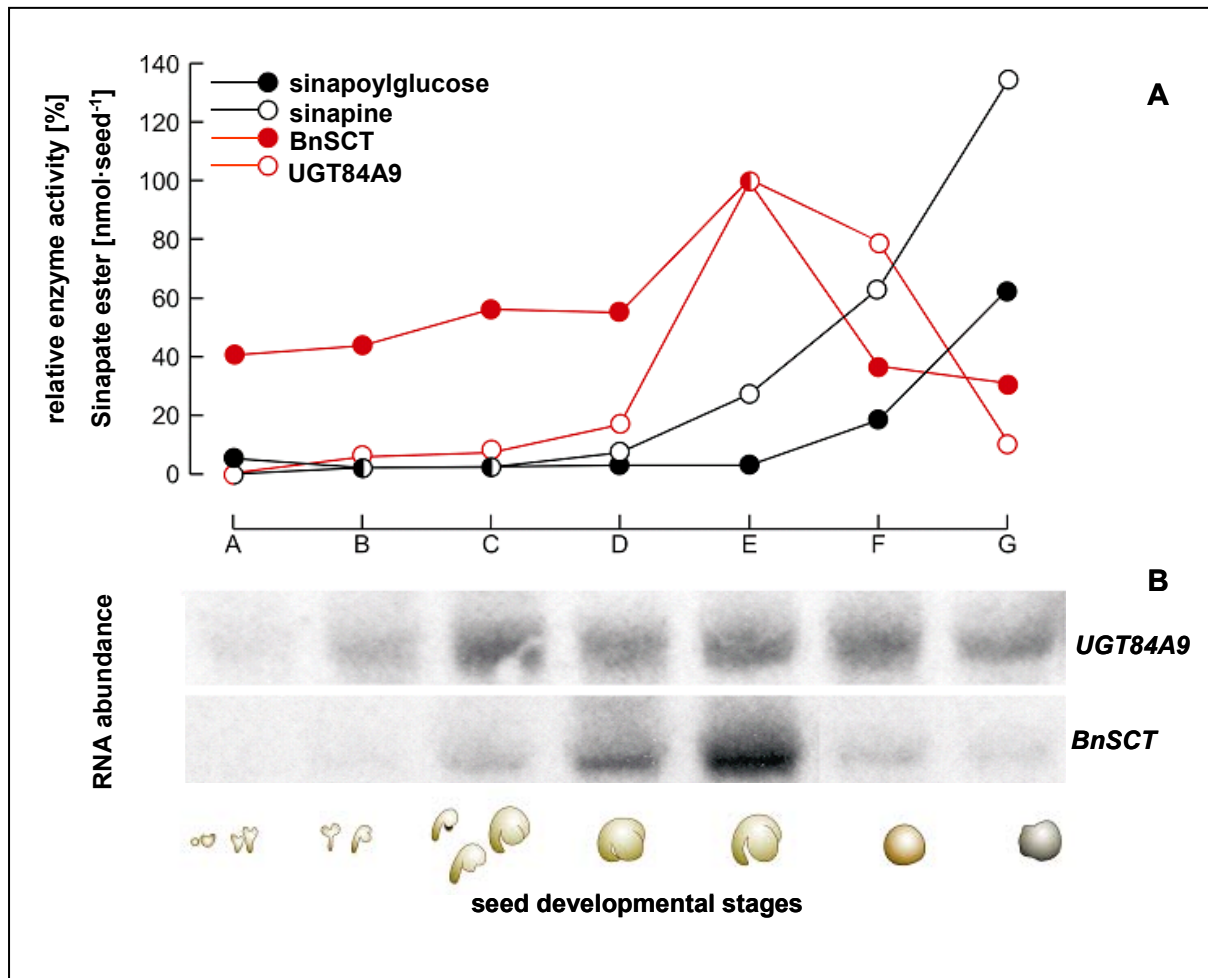 A
140
120
100
80
60
40
20
0
relative enzyme activity [%]
Sinapate ester [nmol·seed⁻¹]
sinapoylglucose
sinapine
BnSCT
UGT84A9
A B C D E F G
B
RNA abundance
UGT84A9
BnSCT
seed developmental stages